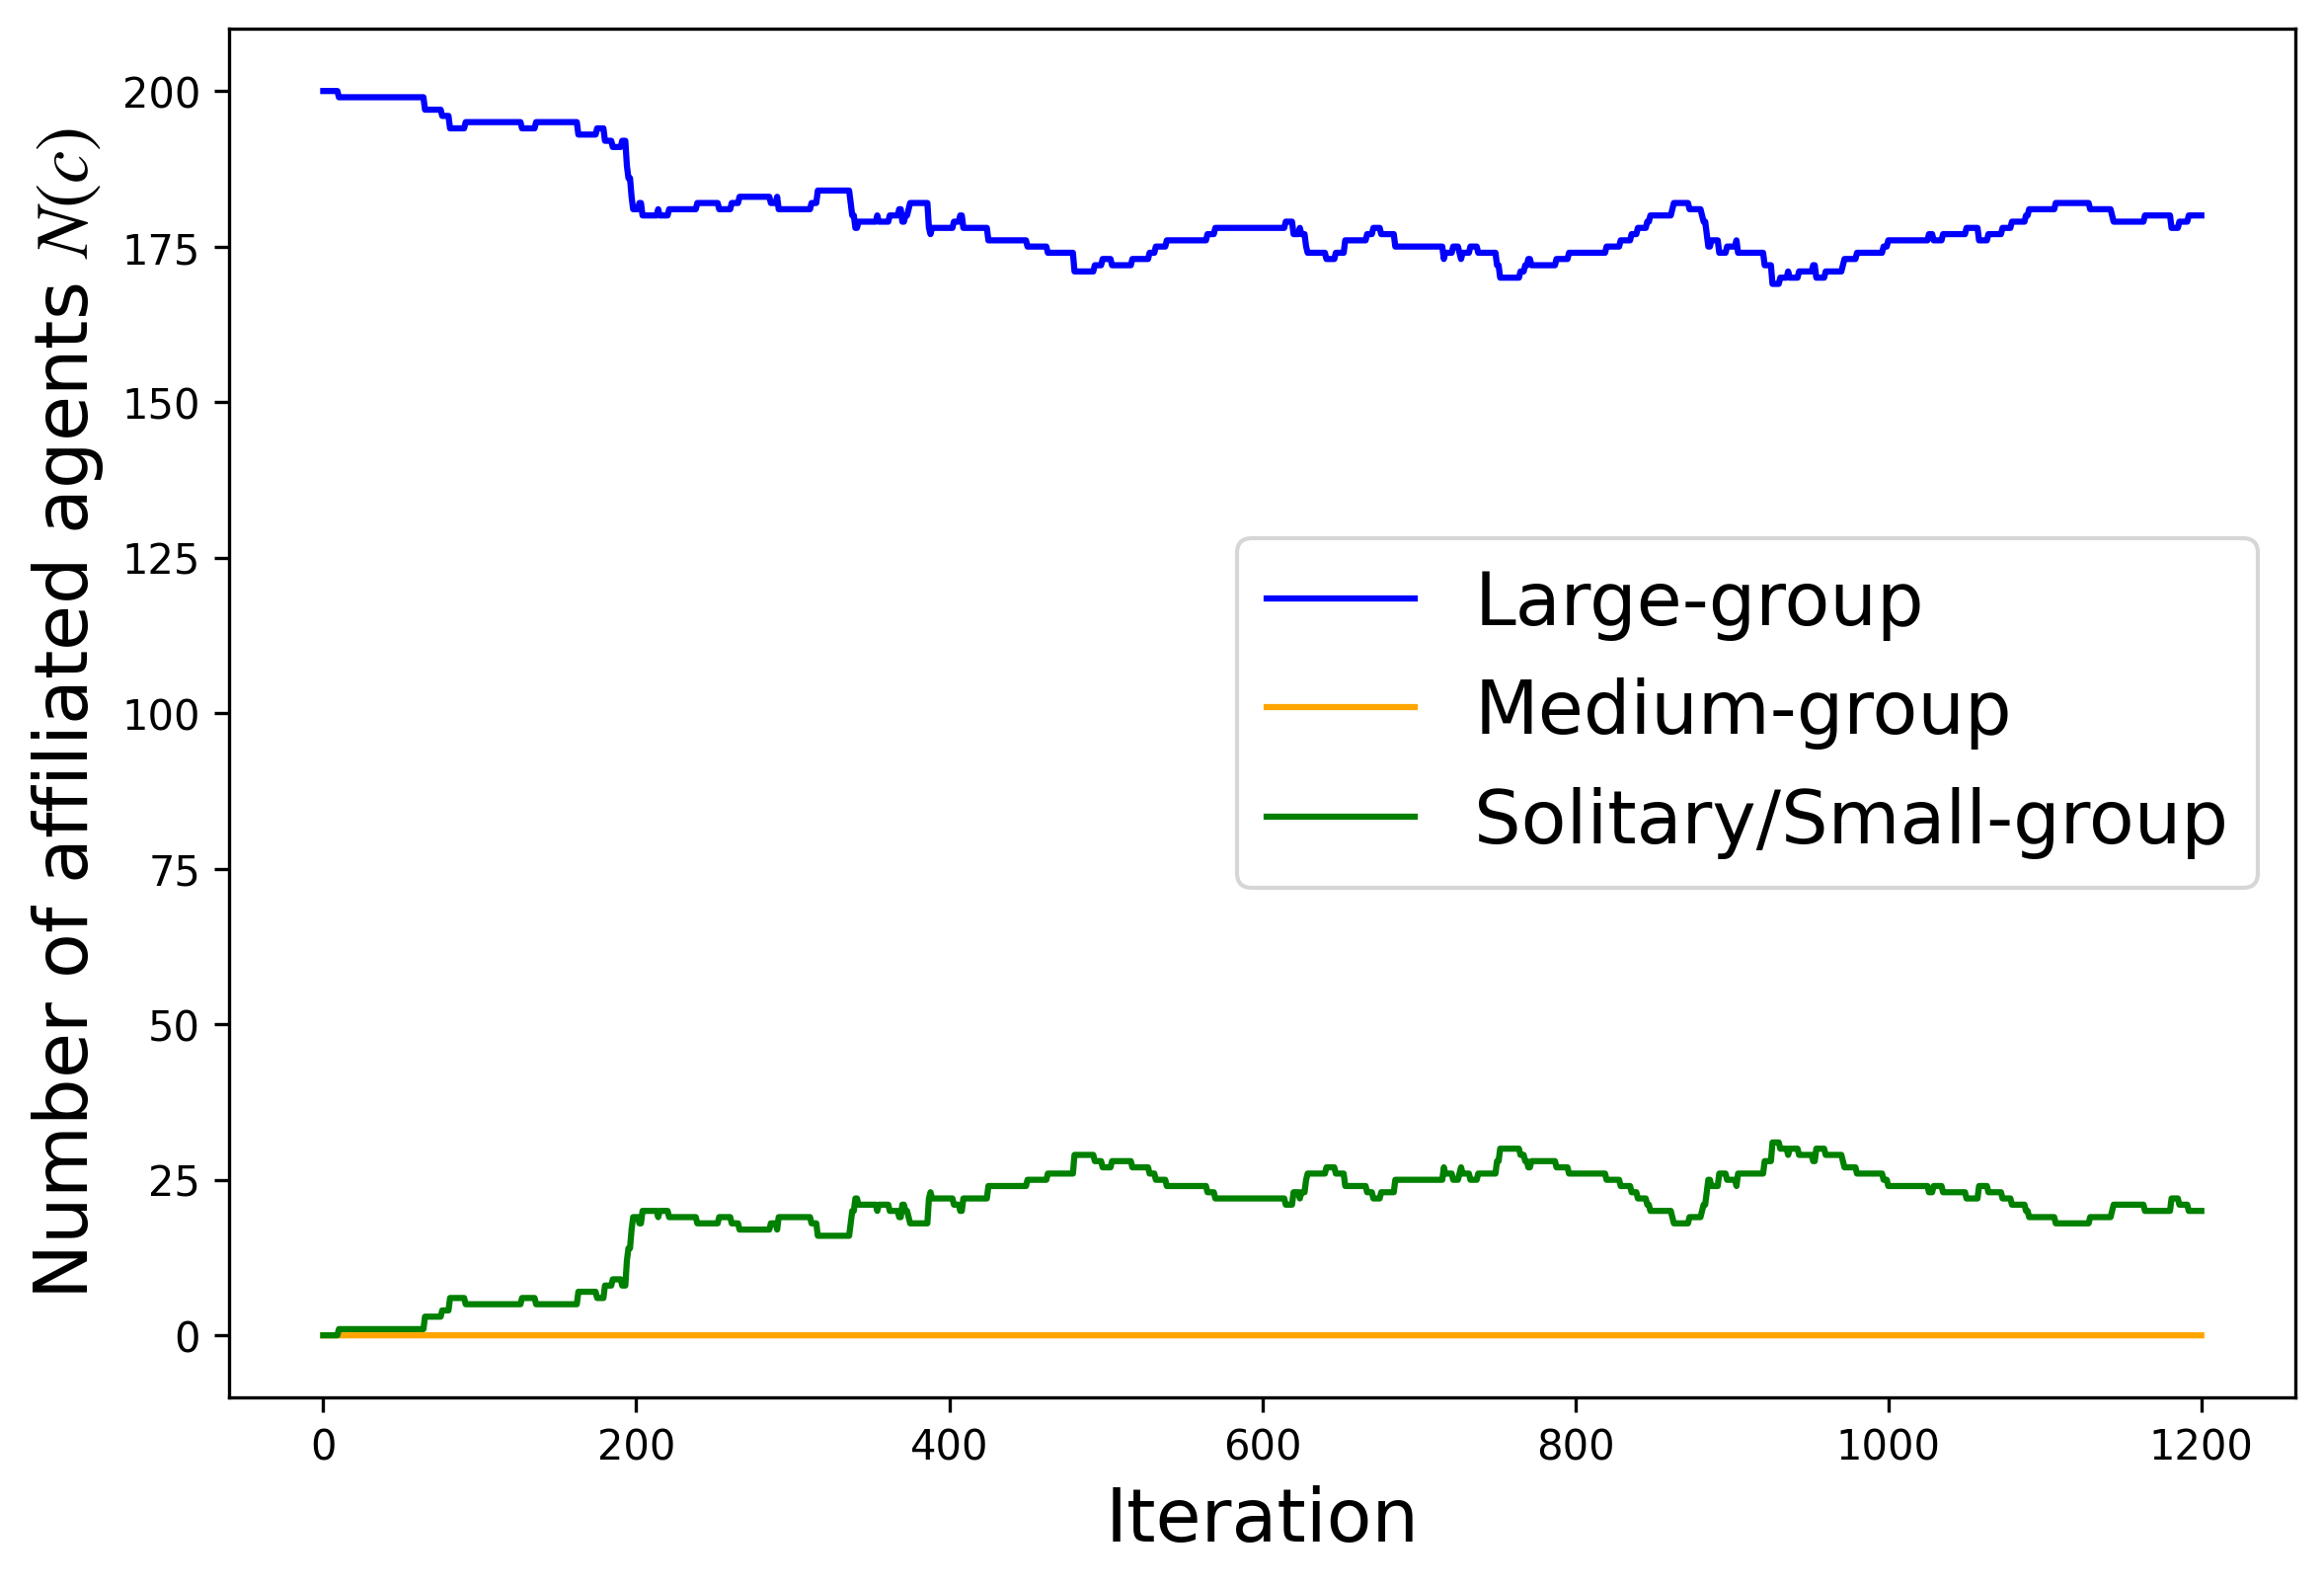 Number of affiliated agents N(c)
200
175
150
125
100
75
50
25
0
Large-group
Medium-group
Solitary/Small-group
0 200 400 600 800 1000 1200
Iteration